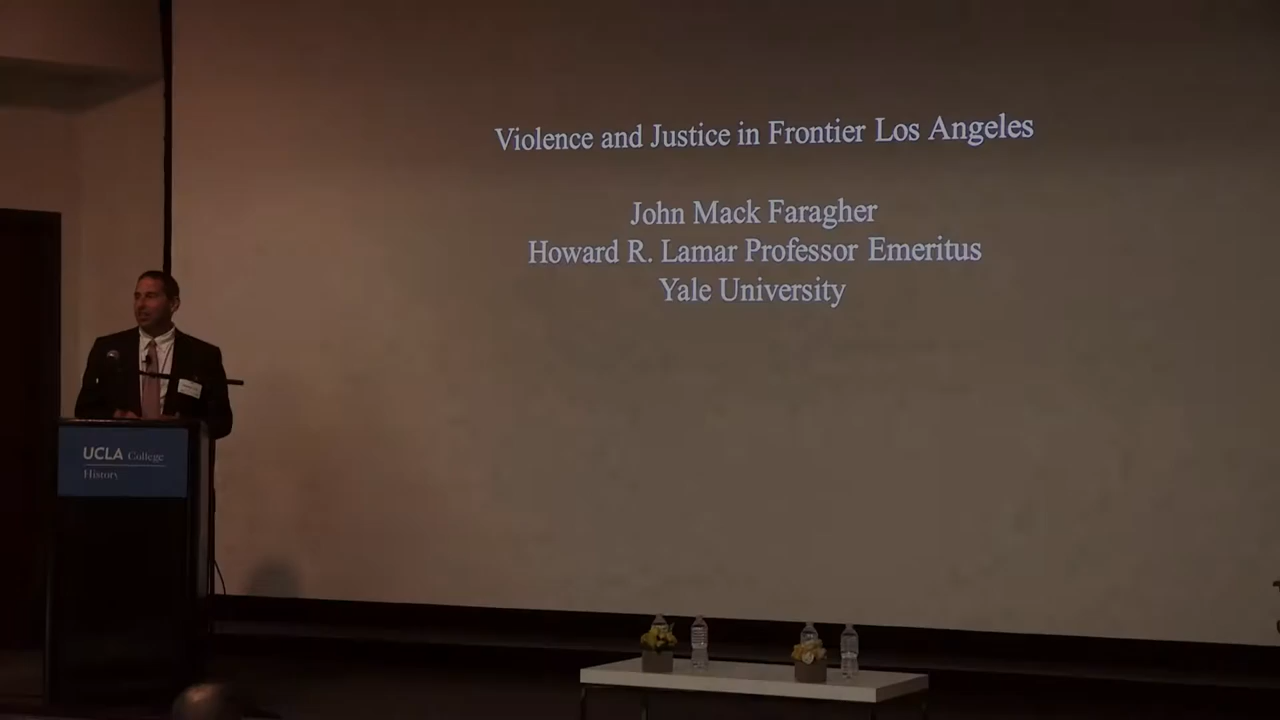 Violence and Justice in Frontier Los Angeles
John Mack Faragher
Howard R. Lamar Professor Emeritus
Yale University
UCLA College
History